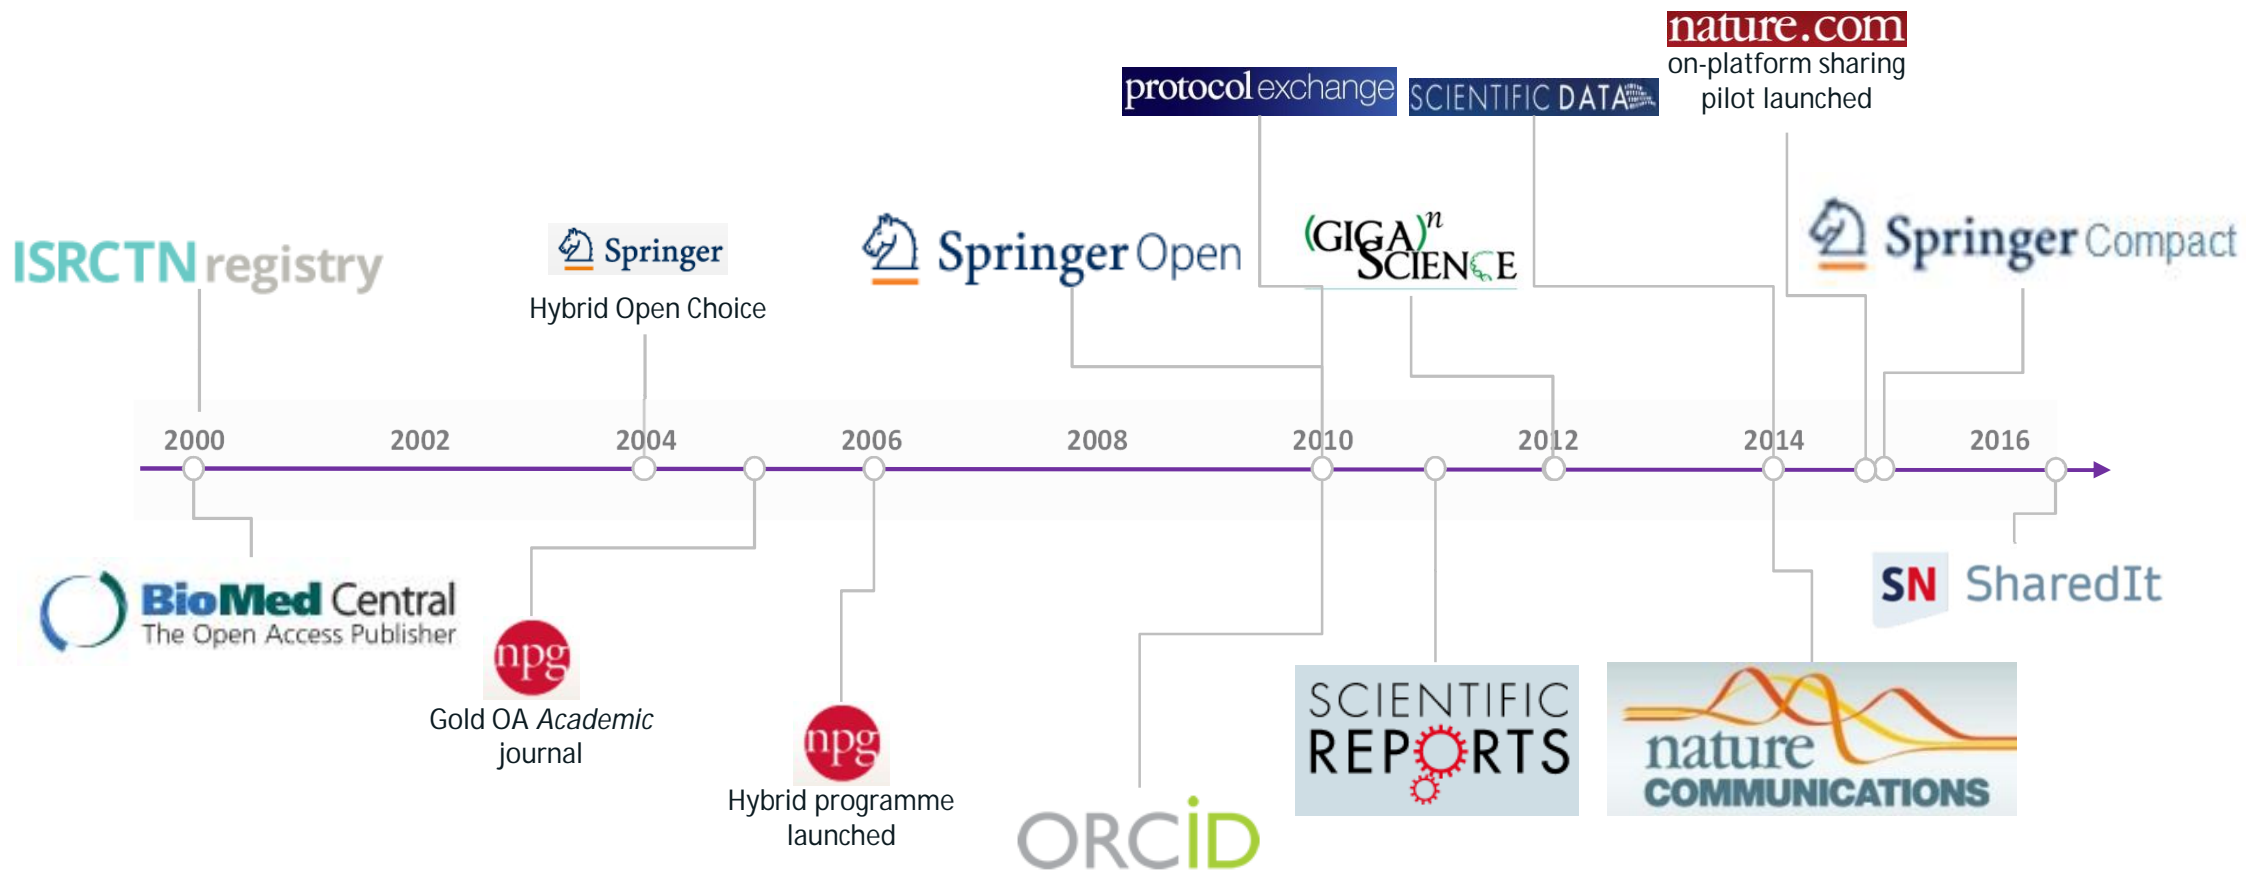 nature.com
on-platform sharing
pilot launched
protocol exchange
SCIENTIFIC DATA
ISRCTN registry
Springer
Hybrid Open Choice
Springer Open
(GIGA)n
SCIENCE
Springer Compact
2000 2002 2004 2006 2008 2010 2012 2014 2016
BioMed Central
The Open Access Publisher
npg
Gold OA Academic
journal
npg
Hybrid programme
launched
ORCiD
SCIENTIFIC
REPORTS
nature
COMMUNICATIONS
SN SharedIt